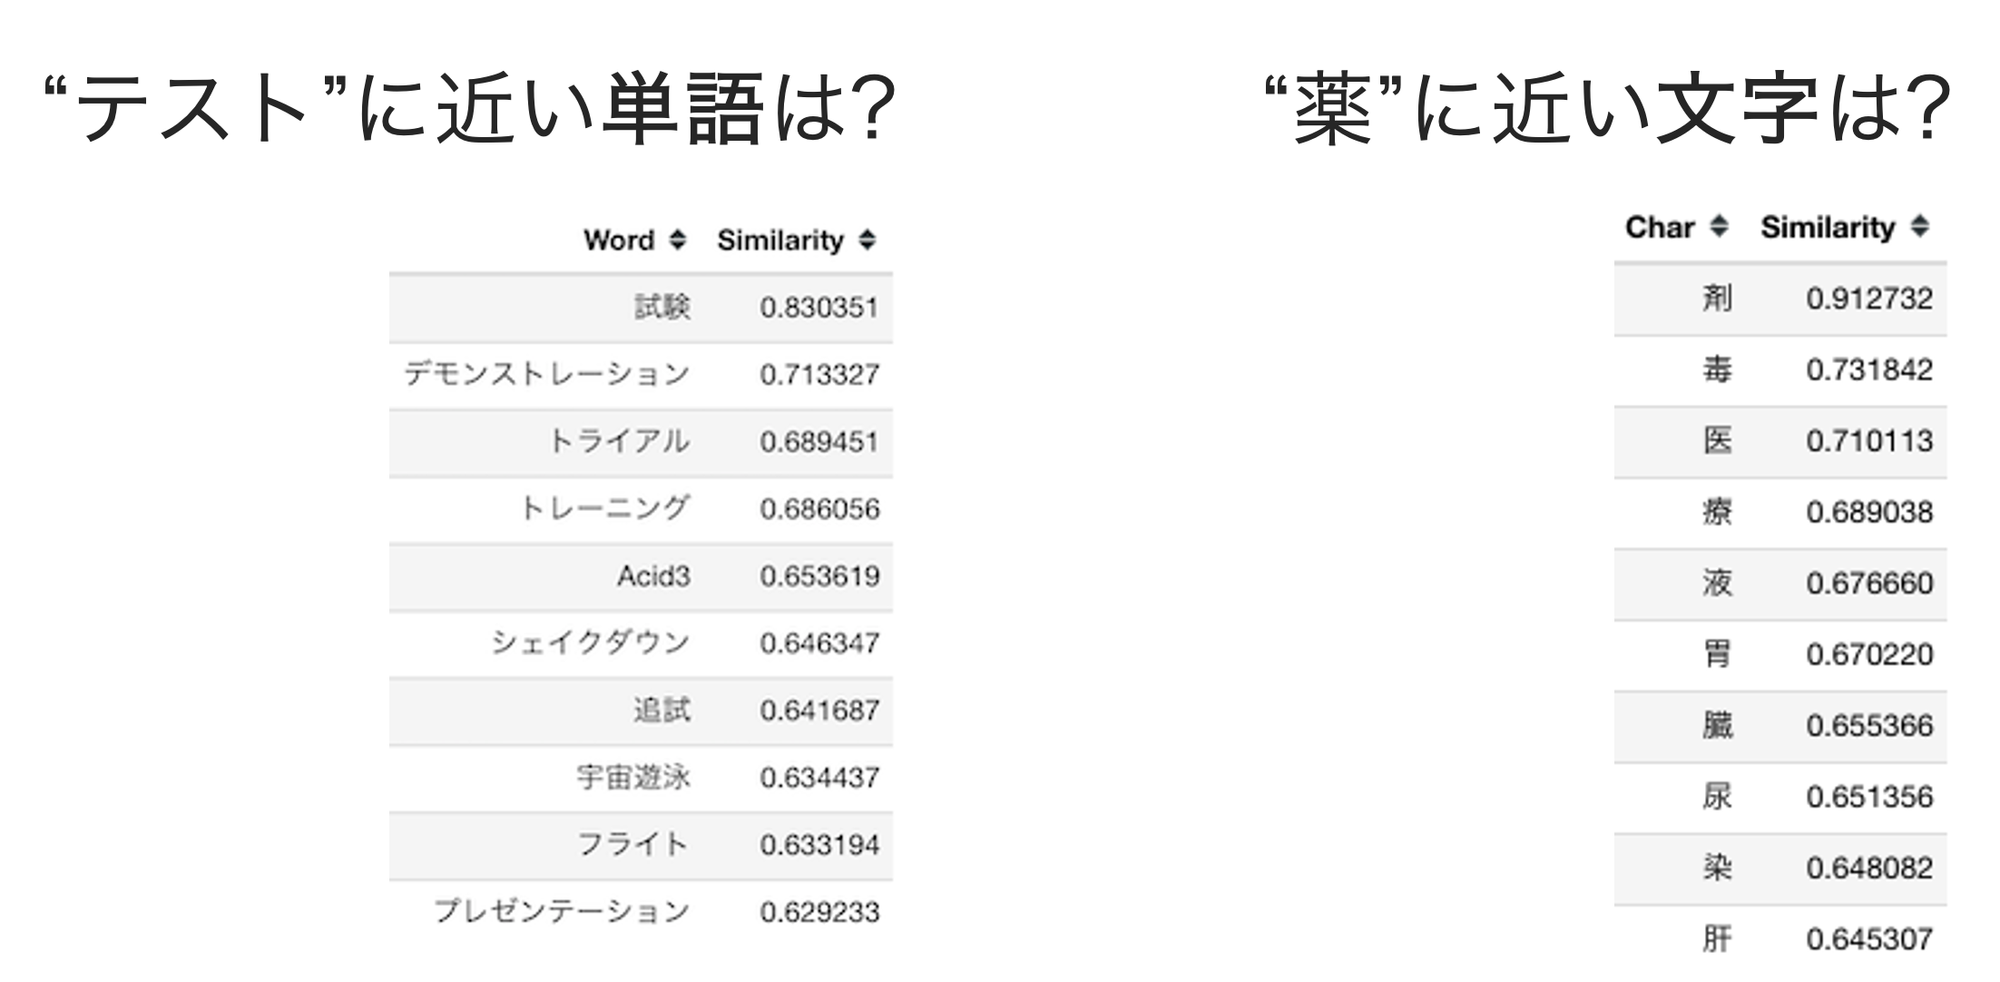 “テスト”に近い単語は?
Word Similarity
試験 0.830351
デモンストレーション 0.713327
トライアル 0.689451
トレーニング 0.686056
Acid3 0.653619
シェイクダウン 0.646347
追試 0.641687
宇宙遊泳 0.634437
フライト 0.633194
プレゼンテーション 0.629233
“薬”に近い文字は?
Char Similarity
剤 0.912732
毒 0.731842
医 0.710113
療 0.689038
液 0.676660
胃 0.670220
臓 0.655366
尿 0.651356
染 0.648082
肝 0.645307